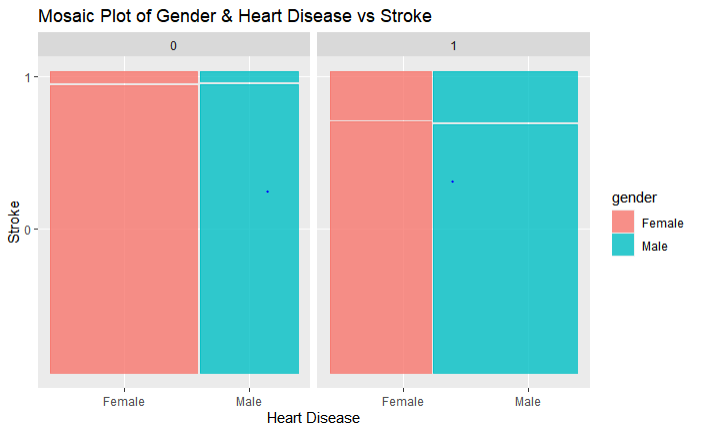 Mosaic Plot of Gender & Heart Disease vs Stroke
0
1
1
0
Stroke
Female
Male
Female
Male
Heart Disease
gender
Female
Male